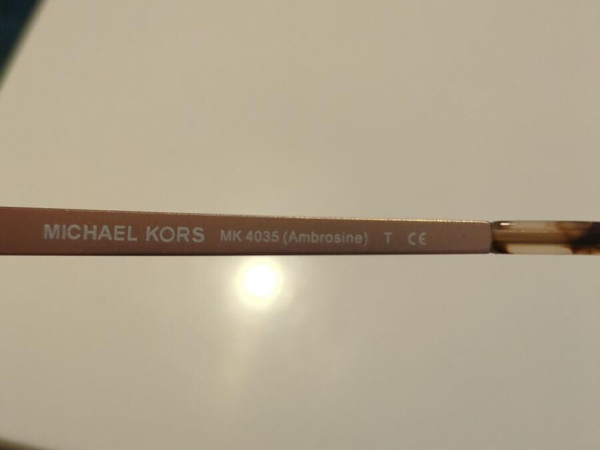 MICHAEL KORS MK 4035 (Ambrosine) T CE